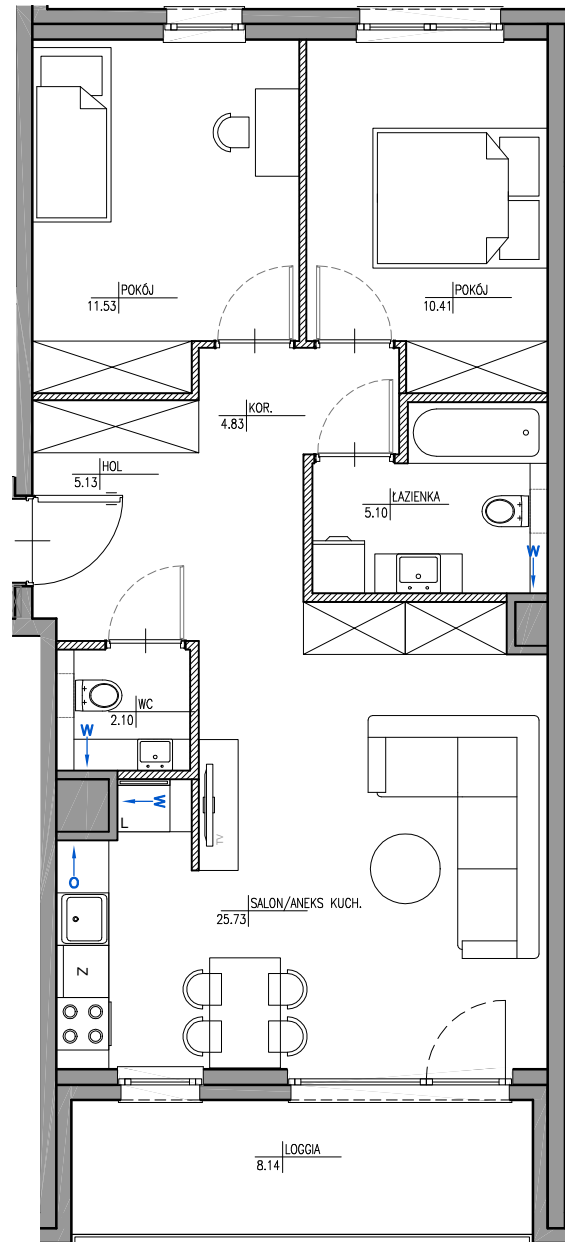 POKÓJ
11.53
POKÓJ
10.41
KOR.
4.83
HOL
5.13
ŁAZIENKA
5.10
W
WC
2.10
W
W
L
TV
O
SALON/ANEKS KUCH.
25.73
Z
LOGGIA
8.14